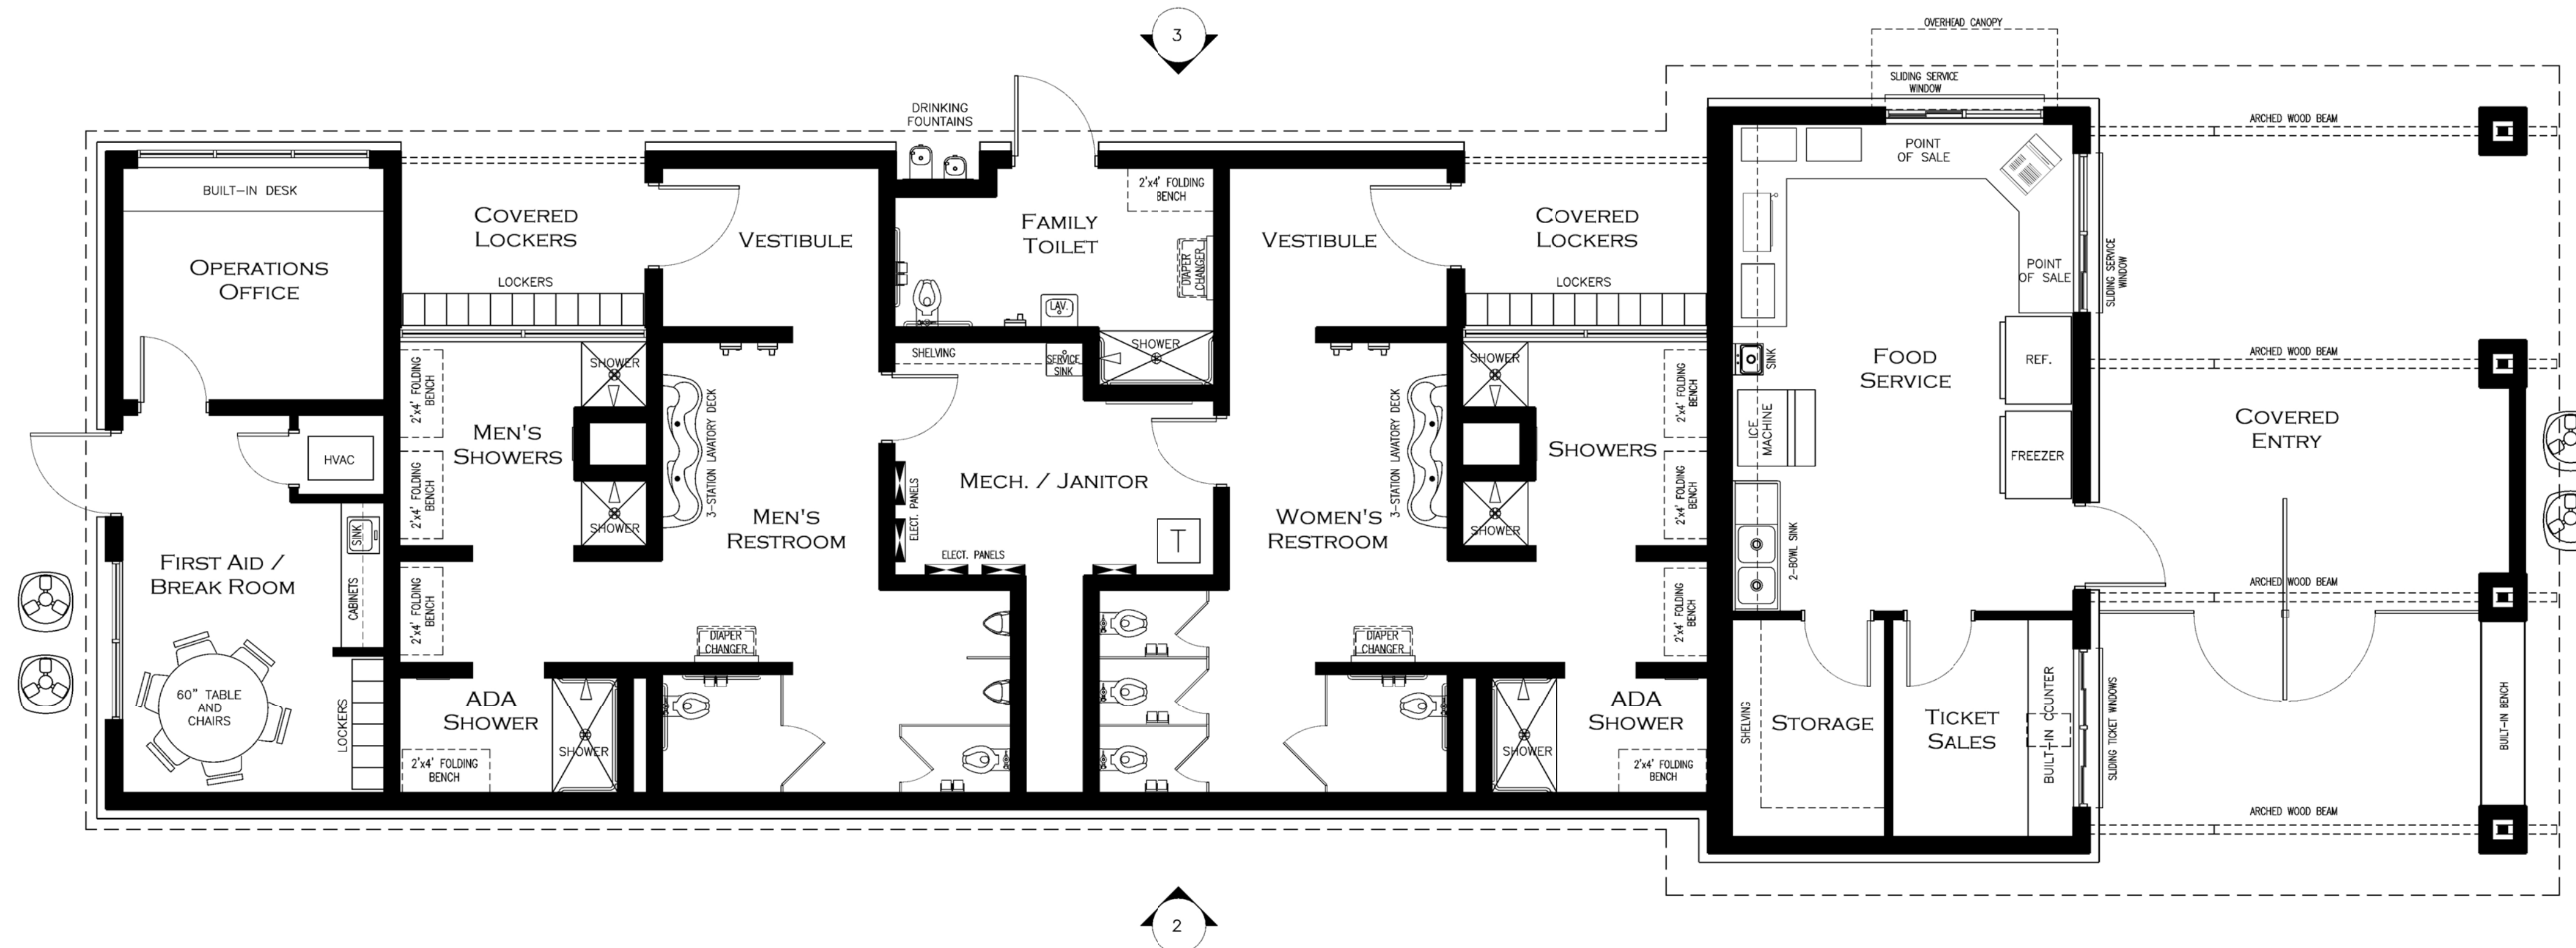 3
OVERHEAD CANOPY
SLIDING SERVICE
WINDOW
DRINKING
FOUNTAINS
ARCHED WOOD BEAM
POINT
OF SALE
BUILT-IN DESK
2'x4' FOLDING
BENCH
COVERED
LOCKERS
VESTIBULE
FAMILY
TOILET
VESTIBULE
COVERED
LOCKERS
OPERATIONS
OFFICE
LOCKERS
DIAPER
CHANGER
LAV.
LOCKERS
POINT
OF SALE
SLIDING SERVICE
WINDOW
SHOWER
SHELVING
SERVICE
SINK
SHOWER
SHOWER
SINK
FOOD
SERVICE
REF.
ARCHED WOOD BEAM
2'x4' FOLDING
BENCH
3-STATION LAVATORY DECK
3-STATION LAVATORY DECK
2'x4' FOLDING
BENCH
ICE
MACHINE
COVERED
ENTRY
HVAC
MEN'S
SHOWERS
SHOWERS
FREEZER
2'x4' FOLDING
BENCH
MECH. / JANITOR
2'x4' FOLDING
BENCH
SHOWER
MEN'S
RESTROOM
ELECT. PANELS
T
WOMEN'S
RESTROOM
SHOWER
2-BOWL SINK
SINK
ELECT. PANELS
FIRST AID /
BREAK ROOM
CABINETS
2'x4' FOLDING
BENCH
2'x4' FOLDING
BENCH
ARCHED WOOD BEAM
DIAPER
CHANGER
DIAPER
CHANGER
60" TABLE
AND
CHAIRS
LOCKERS
ADA
SHOWER
SHOWER
2'x4' FOLDING
BENCH
SHOWER
ADA
SHOWER
2'x4' FOLDING
BENCH
SHELVING
STORAGE
TICKET
SALES
BUILT-IN COUNTER
SLIDING TICKET WINDOWS
BUILT-IN BENCH
ARCHED WOOD BEAM
2